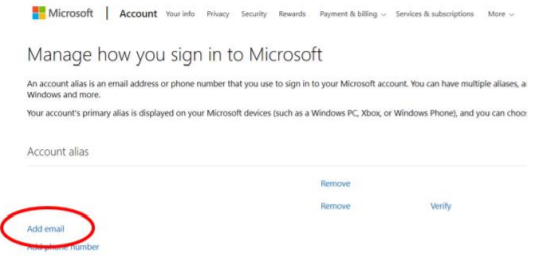 Microsoft Account Your info Privacy Security Rewards Payment & billing Services & subscriptions More
Manage how you sign in to Microsoft
An account alias is an email address or phone number that you use to sign in to your Microsoft account. You can have multiple aliases, a
Windows and more.
Your account's primary alias is displayed on your Microsoft devices (such as a Windows PC, Xbox, or Windows Phone), and you can choos
Account alias
Remove
Remove Verify
Add email
Add phone number